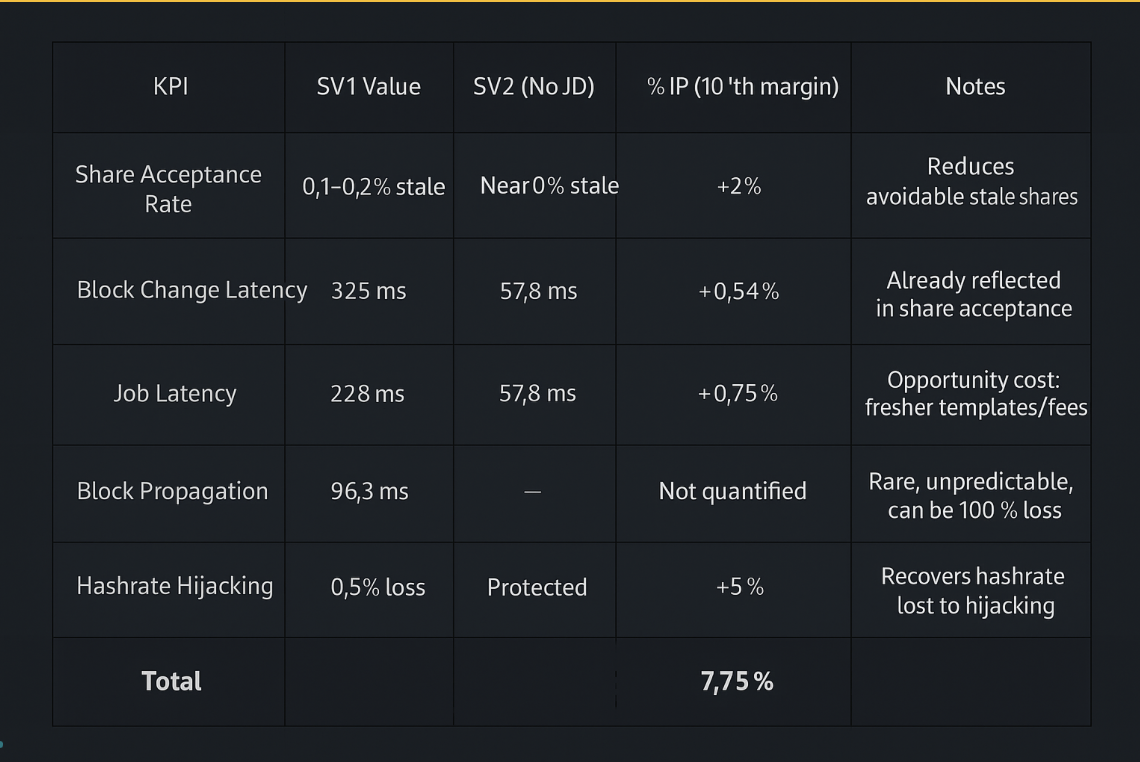 KPI
SV1 Value
SV2 (No JD)
% IP (10 'th margin)
Notes
Share Acceptance
Rate
0,1–0,2% stale
Near 0% stale
+2%
Reduces
avoidable stale shares
Block Change Latency
325 ms
57,8 ms
+0,54%
Already reflected
in share acceptance
Job Latency
228 ms
57,8 ms
+0,75%
Opportunity cost:
fresher templates/fees
Block Propagation
96,3 ms
—
Not quantified
Rare, unpredictable,
can be 100 % loss
Hashrate Hijacking
0,5% loss
Protected
+5 %
Recovers hashrate
lost to hijacking
Total
7,75 %